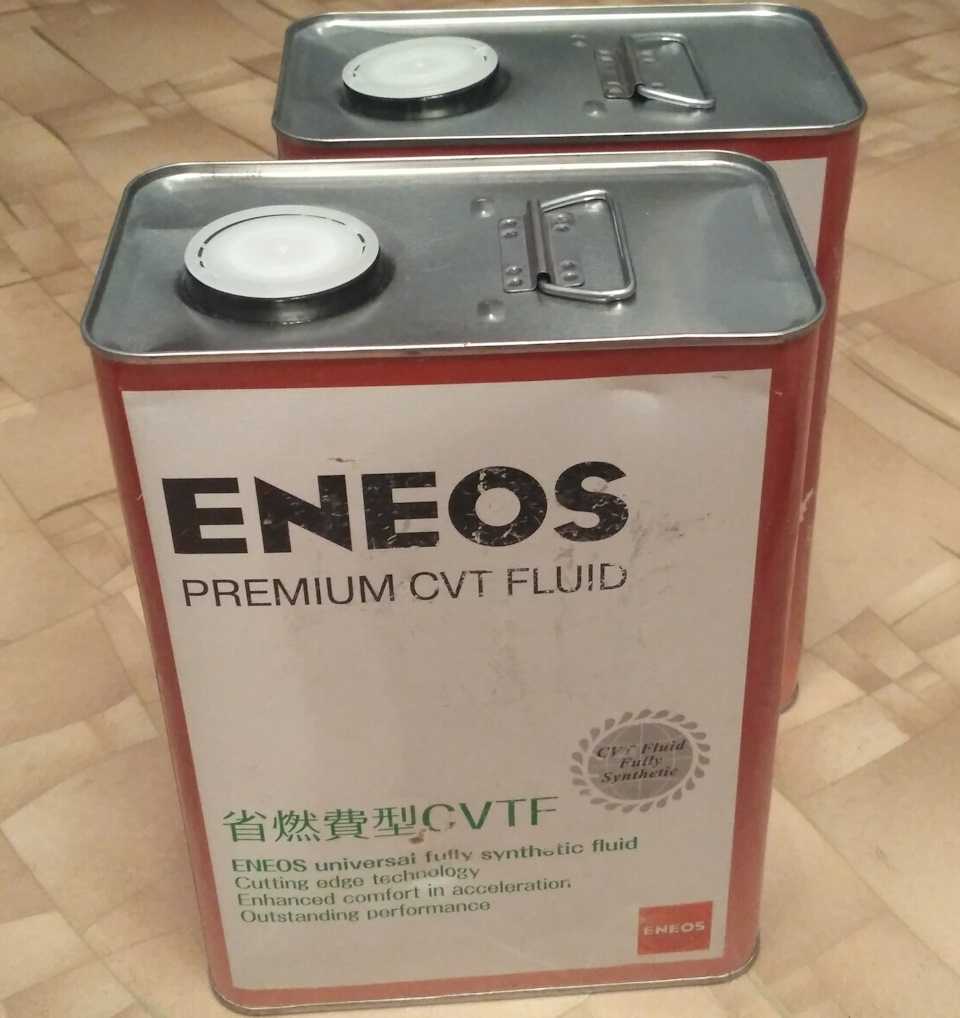 ENEOS
PREMIUM CVT FLUID
CVT Fluid
Fully
Synthetic
省燃費型CVTF
ENEOS universal fully synthetic fluid
Cutting edge technology
Enhanced comfort in acceleration
Outstanding performance
ENEOS